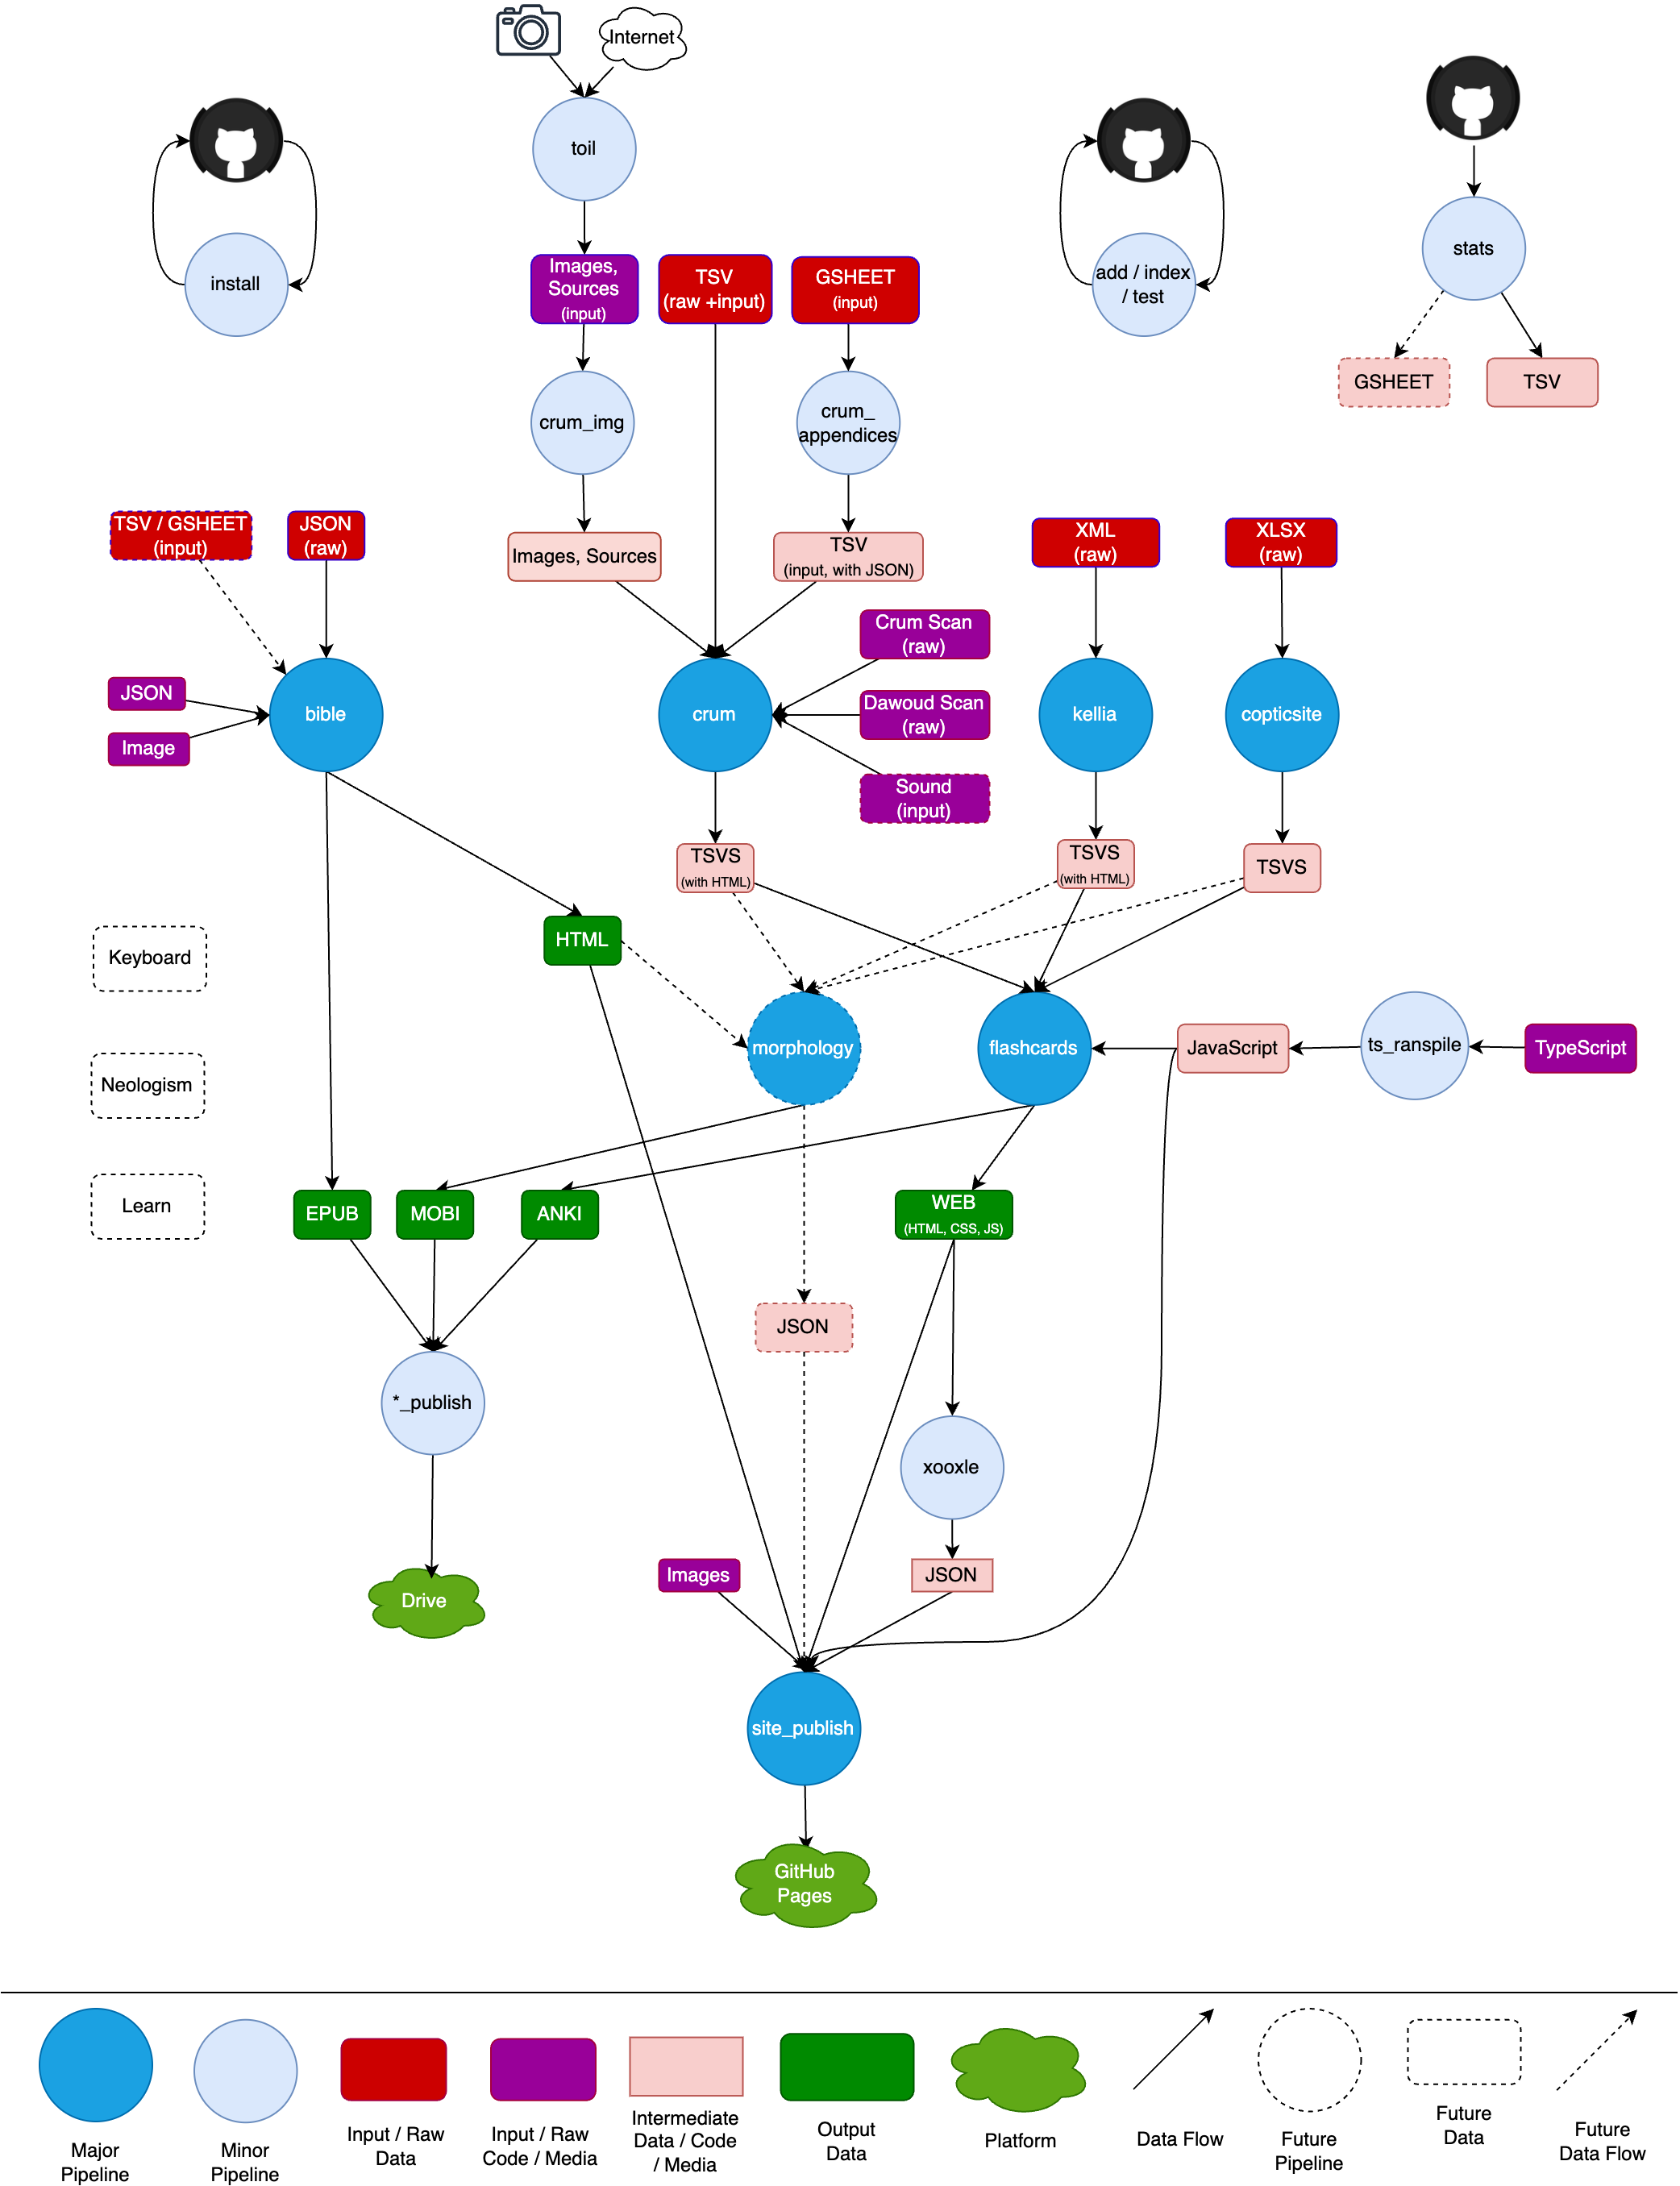 Internet
toil
install
add / index
/ test
stats
Images,
Sources
(input)
TSV
(raw +input)
GSHEET
(input)
GSHEET
TSV
crum_img
crum_
appendices
TSV / GSHEET
(input)
JSON
(raw)
Images, Sources
TSV
(input, with JSON)
XML
(raw)
XLSX
(raw)
Crum Scan
(raw)
JSON
Image
bible
crum
Dawoud Scan
(raw)
kellia
copticsite
Sound
(input)
TSVS
(with HTML)
TSVS
(with HTML)
TSVS
HTML
Keyboard
morphology
flashcards
JavaScript
ts_ranspile
TypeScript
Neologism
Learn
EPUB
MOBI
ANKI
WEB
(HTML, CSS, JS)
JSON
*_publish
xooxle
Images
JSON
Drive
site_publish
GitHub
Pages
Major
Pipeline
Minor
Pipeline
Input / Raw
Data
Input / Raw
Code / Media
Intermediate
Data / Code
/ Media
Output
Data
Platform
Data Flow
Future
Pipeline
Future
Data
Future
Data Flow